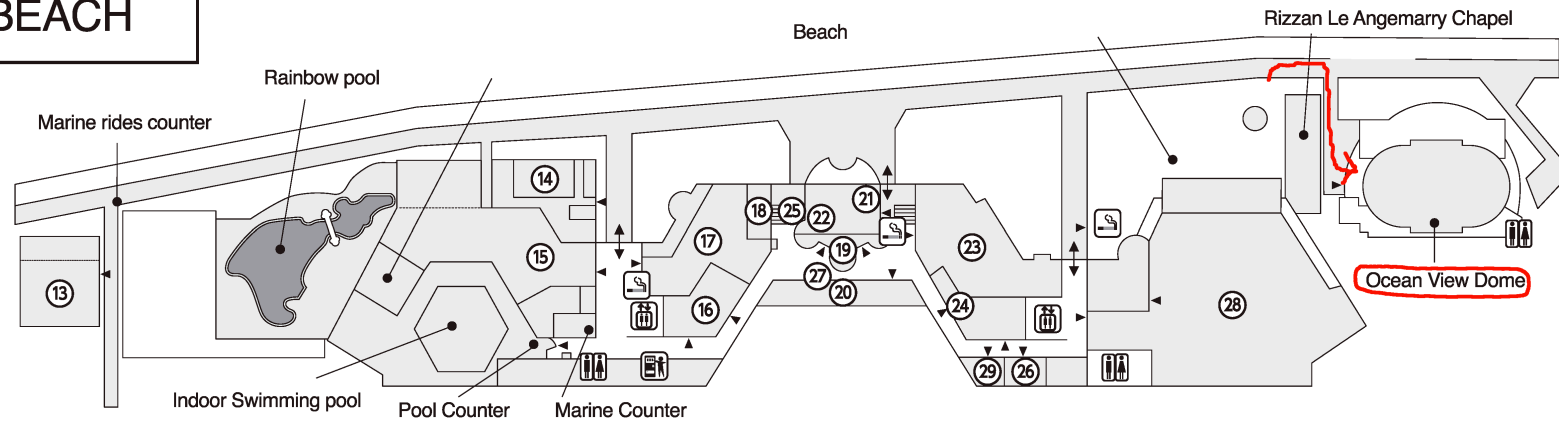 BEACH
Beach
Rizzan Le Angemarry Chapel
Rainbow pool
Marine rides counter
14
18
25
21
22
17
23
19
15
27
13
20
24
16
28
Ocean View Dome
29
26
Indoor Swimming pool
Pool Counter
Marine Counter